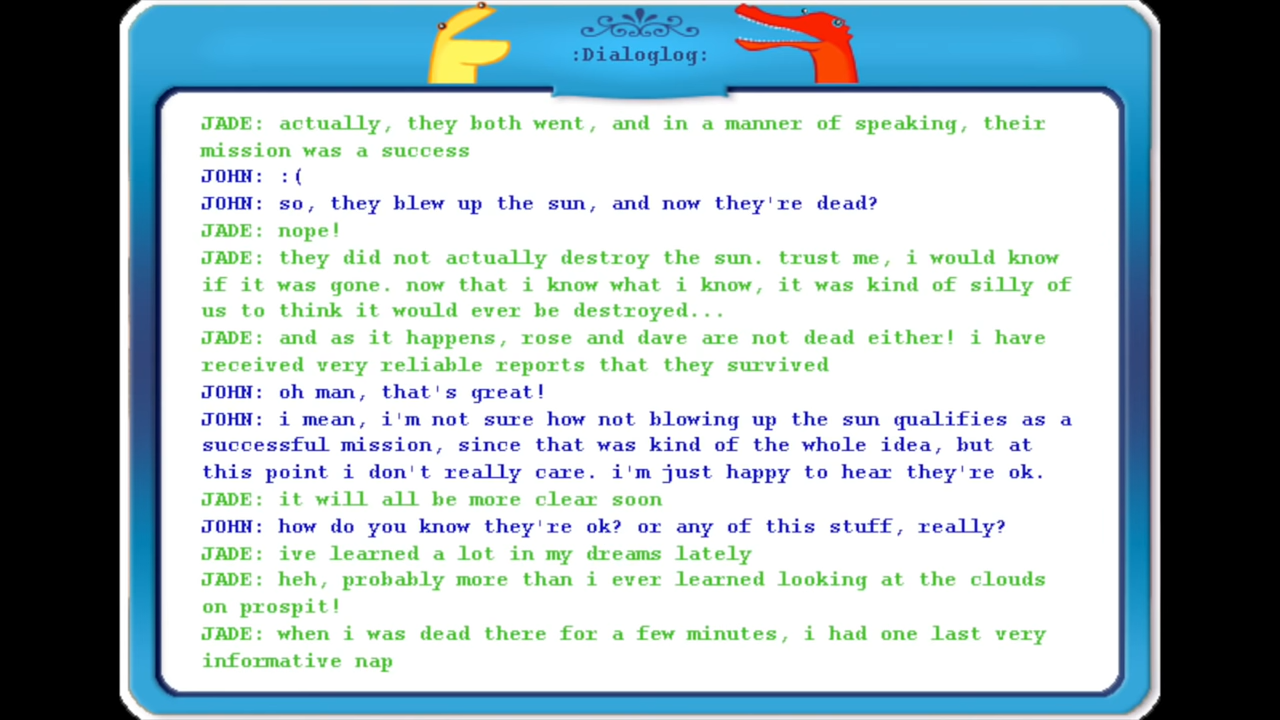 :Dialoglog:
JADE: actually, they both went, and in a manner of speaking, their
mission was a success
JOHN: :(
JOHN: so, they blew up the sun, and now they're dead?
JADE: nope!
JADE: they did not actually destroy the sun. trust me, i would know
if it was gone. now that i know what i know, it was kind of silly of
us to think it would ever be destroyed...
JADE: and as it happens, rose and dave are not dead either! i have
received very reliable reports that they survived
JOHN: oh man, that's great!
JOHN: i mean, i'm not sure how not blowing up the sun qualifies as a
successful mission, since that was kind of the whole idea, but at
this point i don't really care. i'm just happy to hear they're ok.
JADE: it will all be more clear soon
JOHN: how do you know they're ok? or any of this stuff, really?
JADE: ive learned a lot in my dreams lately
JADE: heh, probably more than i ever learned looking at the clouds
on prospit!
JADE: when i was dead there for a few minutes, i had one last very
informative nap